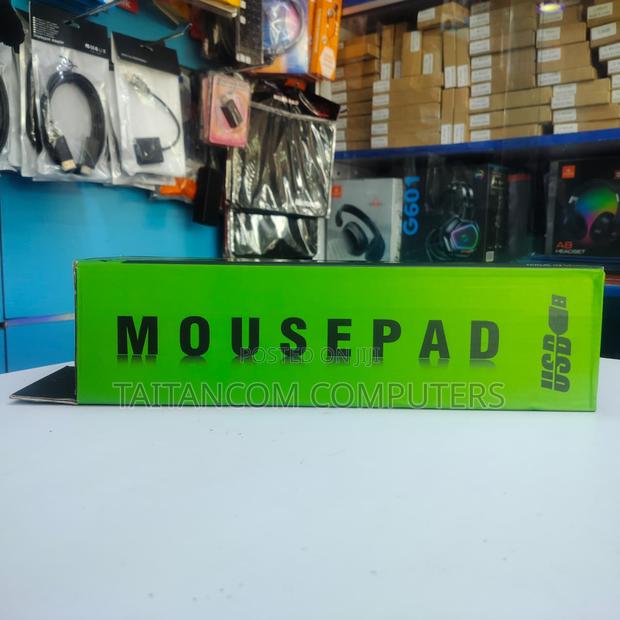 G601
A8
HEADSET
MOUSEPAD
USB
POSTED ON JIJI
TAITANCOM COMPUTERS